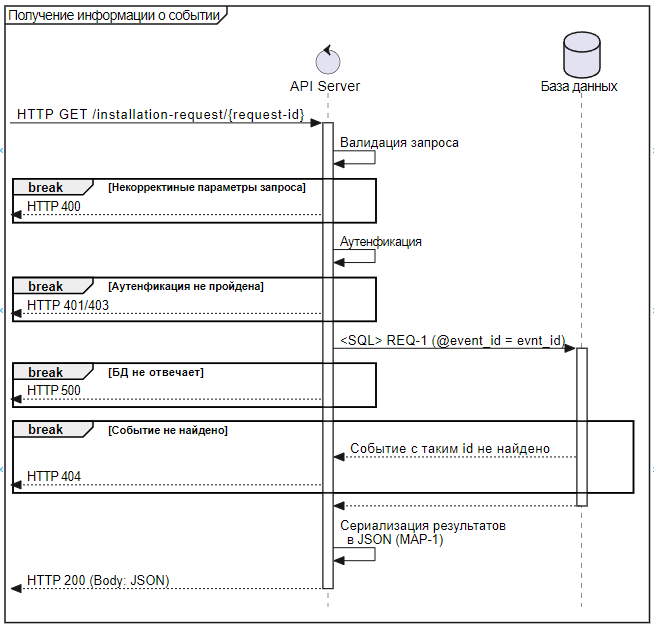 Получение информации о событии
API Server
База данных
HTTP GET /installation-request/{request-id}
Валидация запроса
break [Некорректиные параметры запроса]
HTTP 400
Аутенфикация
break [Аутенфикация не пройдена]
HTTP 401/403
<SQL> REQ-1 (@event_id = evnt_id)
break [БД не отвечает]
HTTP 500
break [Событие не найдено]
Событие с таким id не найдено
HTTP 404
Сериализация результатов
в JSON (MAP-1)
HTTP 200 (Body: JSON)